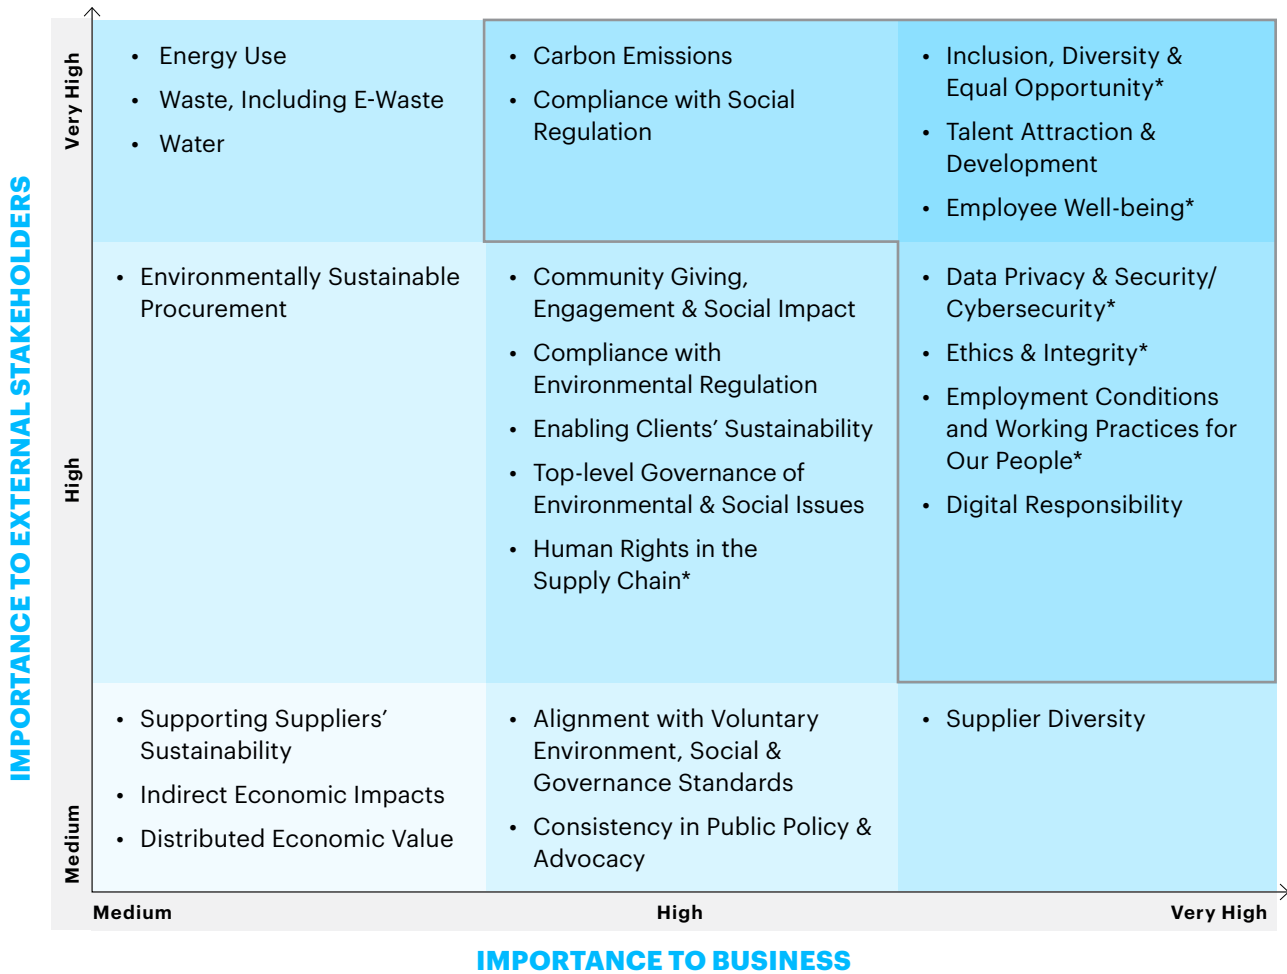 IMPORTANCE TO EXTERNAL STAKEHOLDERS
Very High
• Energy Use
• Waste, Including E-Waste
• Water
• Carbon Emissions
• Compliance with Social
Regulation
• Inclusion, Diversity &
Equal Opportunity*
• Talent Attraction &
Development
• Employee Well-being*
High
• Environmentally Sustainable
Procurement
• Community Giving,
Engagement & Social Impact
• Compliance with
Environmental Regulation
• Enabling Clients’ Sustainability
• Top-level Governance of
Environmental & Social Issues
• Human Rights in the
Supply Chain*
• Data Privacy & Security/
Cybersecurity*
• Ethics & Integrity*
• Employment Conditions
and Working Practices for
Our People*
• Digital Responsibility
Medium
• Supporting Suppliers’
Sustainability
• Indirect Economic Impacts
• Distributed Economic Value
• Alignment with Voluntary
Environment, Social &
Governance Standards
• Consistency in Public Policy &
Advocacy
• Supplier Diversity
Medium
High
Very High
IMPORTANCE TO BUSINESS